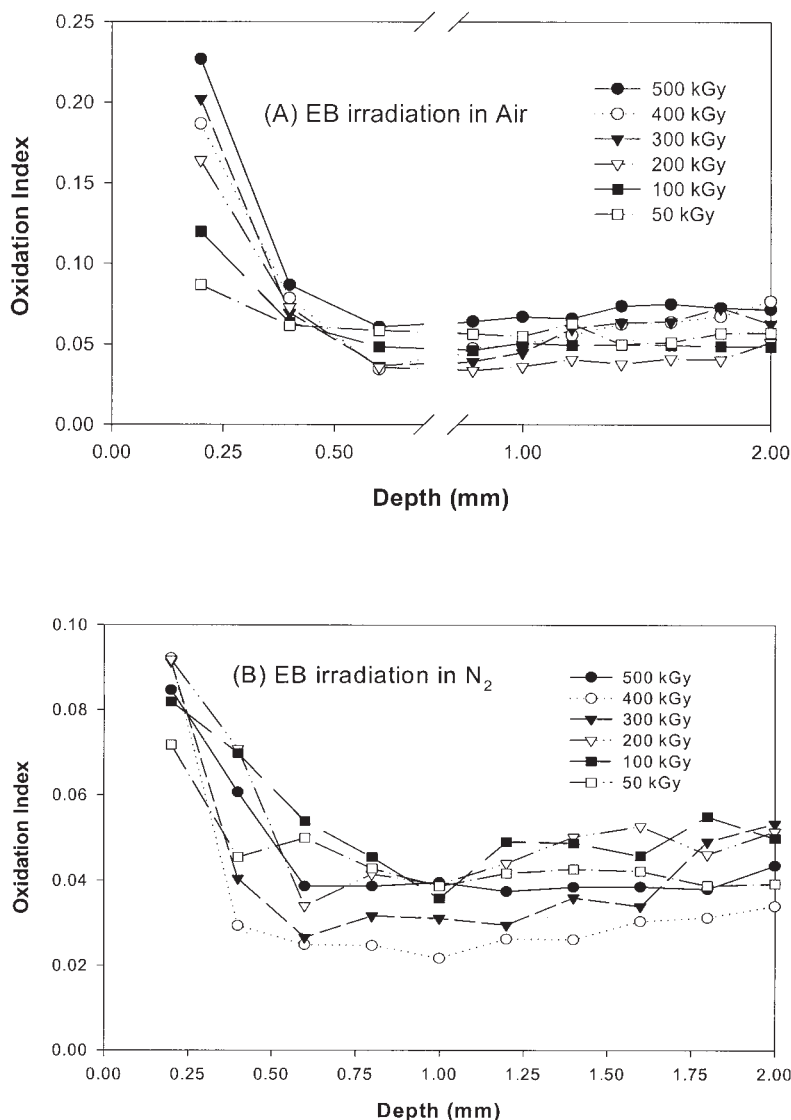 0.25
0.20
0.15
0.10
0.05
0.00
Oxidation Index
(A) EB irradiation in Air
500 kGy
400 kGy
300 kGy
200 kGy
100 kGy
50 kGy
0.00 0.25 0.50 1.00 2.00
Depth (mm)
0.10
0.08
0.06
0.04
0.02
0.00
Oxidation Index
(B) EB irradiation in N₂
500 kGy
400 kGy
300 kGy
200 kGy
100 kGy
50 kGy
0.00 0.25 0.50 0.75 1.00 1.25 1.50 1.75 2.00
Depth (mm)